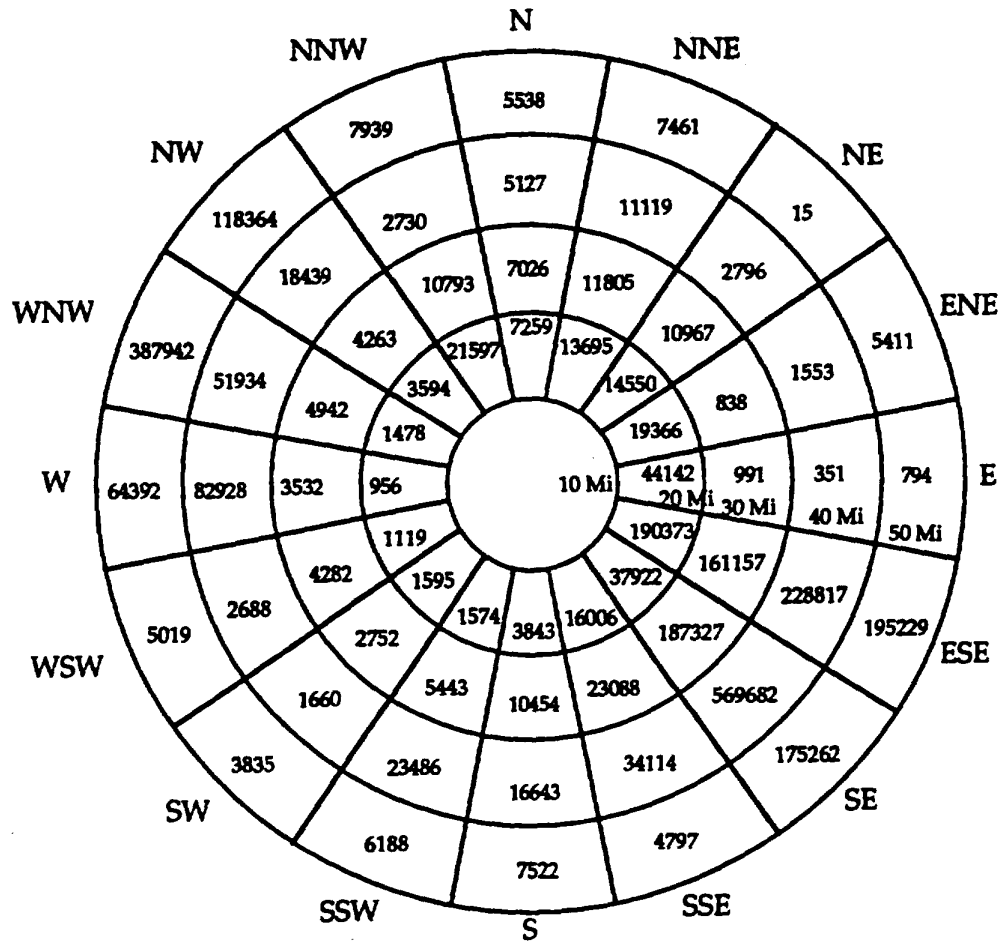 N
NNW NNE
5538
7939 7461
NW NE
5127
118364 2730 11119 15
18439 7026 2796
10793 11805
WNW ENE
387942 4263 7259 10967 5411
21597 13695
51934 3594 14550 1553
4942 838
1478 19366
W 64392 82928 3532 956 10 Mi 44142 991 351 794 E
20 Mi 30 Mi 40 Mi 50 Mi
1119 190373
4282 161157
1595 37922
2688 228817
1574 3843 16006
5019 2752 187327 195229
WSW ESE
5443 10454 23088
1660 569682
3835 23486 34114 175262
16643
SW SE
6188 4797
7522
SSW SSE
S